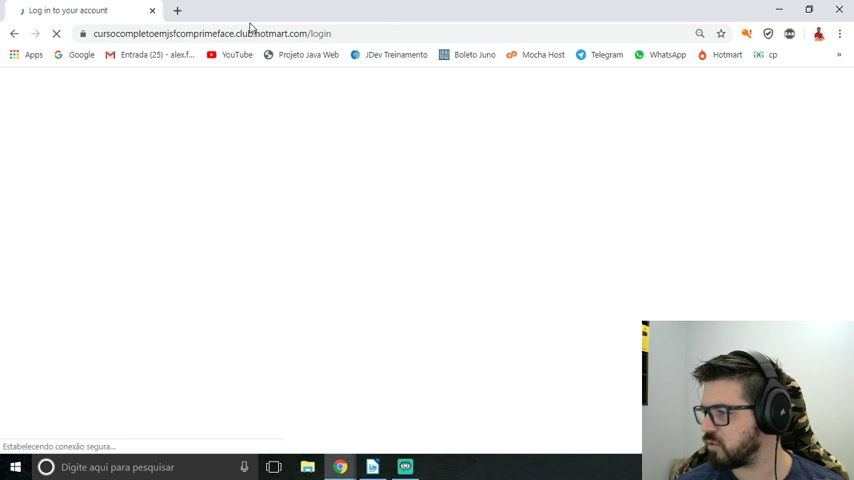 Log in to your account
cursocompletoemjsfcomprimeface.club.hotmart.com/login
Apps Google Entrada (25) - alex.f... YouTube Projeto Java Web JDev Treinamento Boleto Juno Mocha Host Telegram WhatsApp Hotmart cp »
Estabelecendo conexão segura...
Digite aqui para pesquisar